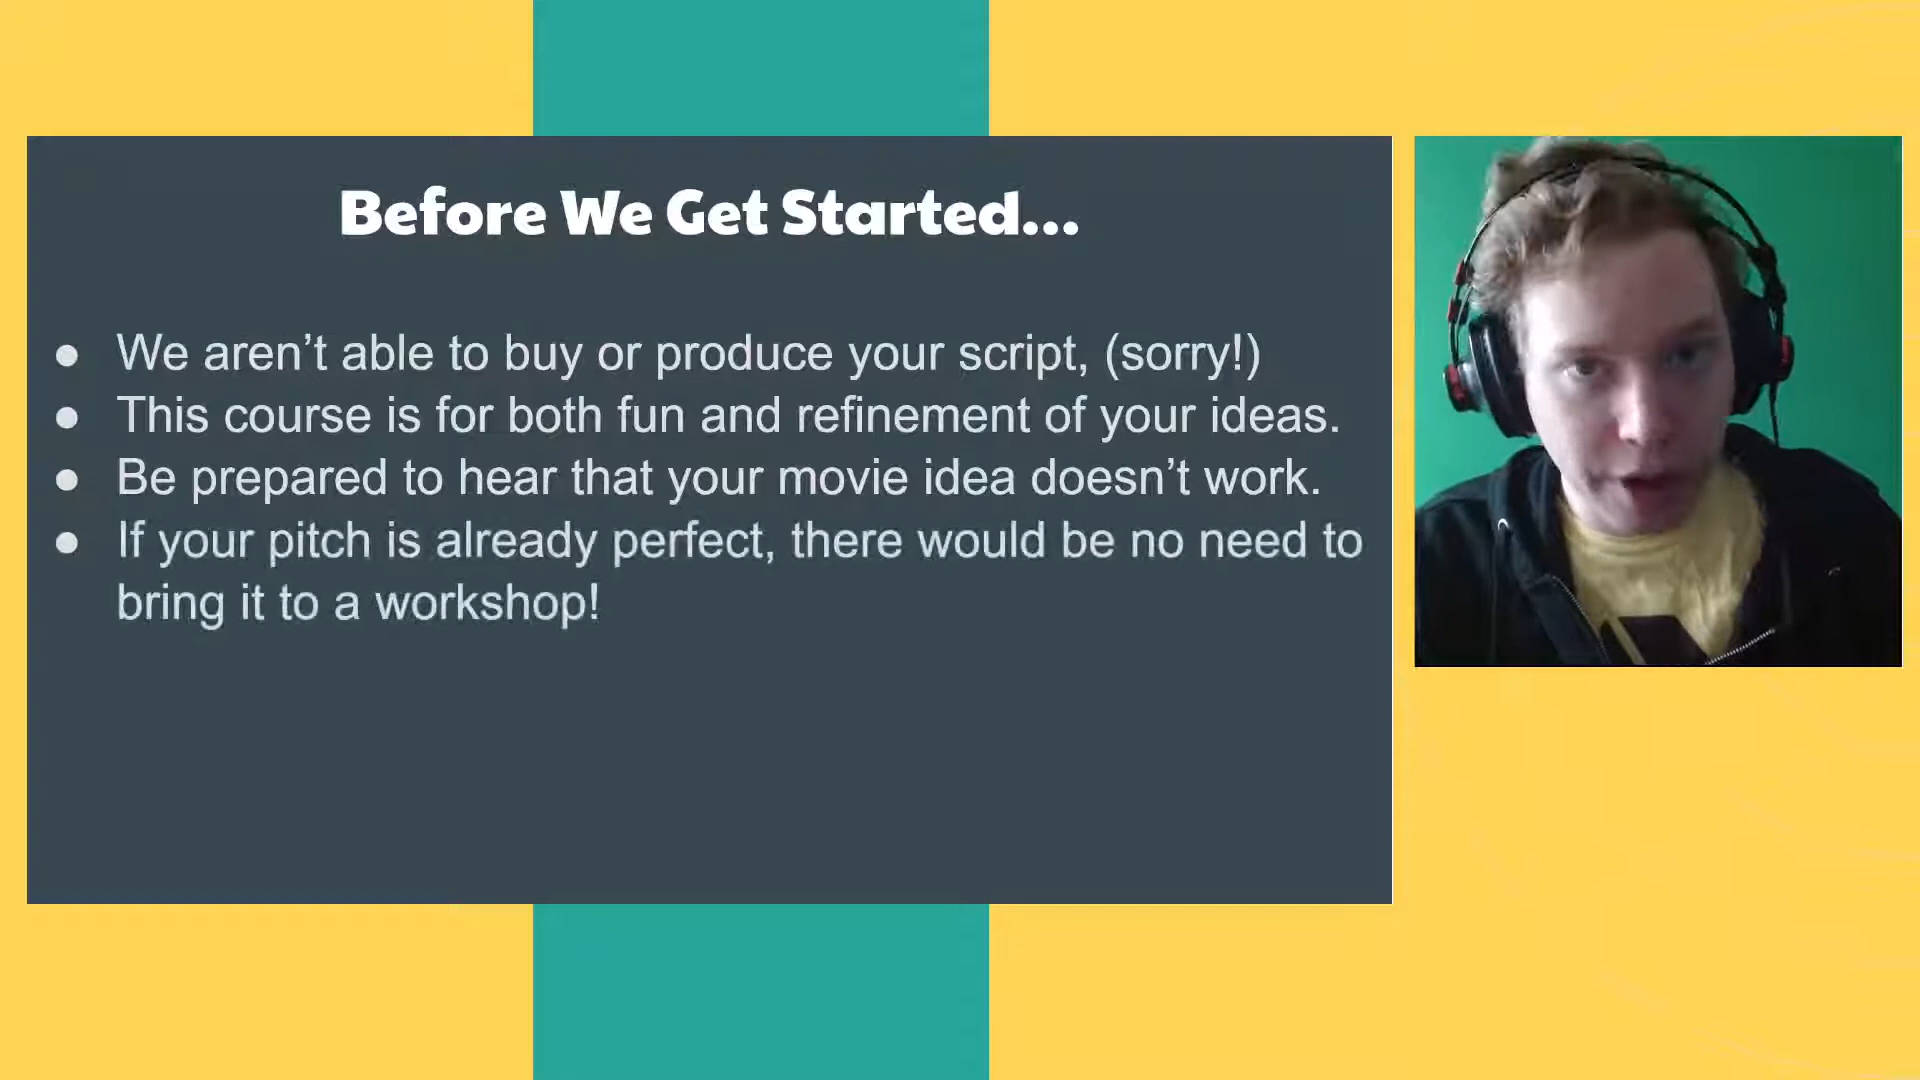 Before We Get Started...
● We aren’t able to buy or produce your script, (sorry!)
● This course is for both fun and refinement of your ideas.
● Be prepared to hear that your movie idea doesn’t work.
● If your pitch is already perfect, there would be no need to
bring it to a workshop!